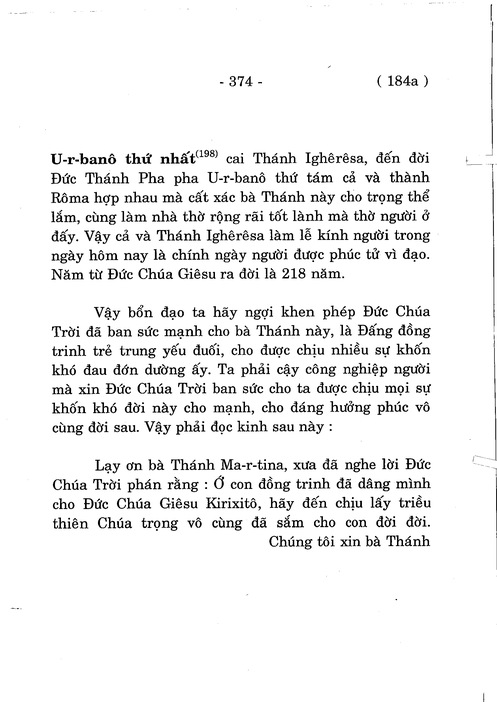 - 374 - ( 184a )
U-r-banô thứ nhất(198) cai Thánh Ighêrêsa, đến đời
Đức Thánh Pha pha U-r-banô thứ tám cả và thành
Rôma hợp nhau mà cất xác bà Thánh này cho trọng thể
lắm, cùng làm nhà thờ rộng rãi tốt lành mà thờ người ở
đấy. Vậy cả và Thánh Ighêrêsa làm lễ kính người trong
ngày hôm nay là chính ngày người được phúc tử vì đạo.
Năm từ Đức Chúa Giêsu ra đời là 218 năm.
Vậy bổn đạo ta hãy ngợi khen phép Đức Chúa
Trời đã ban sức mạnh cho bà Thánh này, là Đấng đồng
trinh trẻ trung yếu đuối, cho được chịu nhiều sự khốn
khó đau đớn dường ấy. Ta phải cậy công nghiệp người
mà xin Đức Chúa Trời ban sức cho ta được chịu mọi sự
khốn khó đời này cho mạnh, cho đáng hưởng phúc vô
cùng đời sau. Vậy phải đọc kinh sau này :
Lạy ơn bà Thánh Ma-r-tina, xưa đã nghe lời Đức
Chúa Trời phán rằng : Ớ con đồng trinh đã dâng mình
cho Đức Chúa Giêsu Kirixitô, hãy đến chịu lấy triều
thiên Chúa trọng vô cùng đã sắm cho con đời đời.
Chúng tôi xin bà Thánh